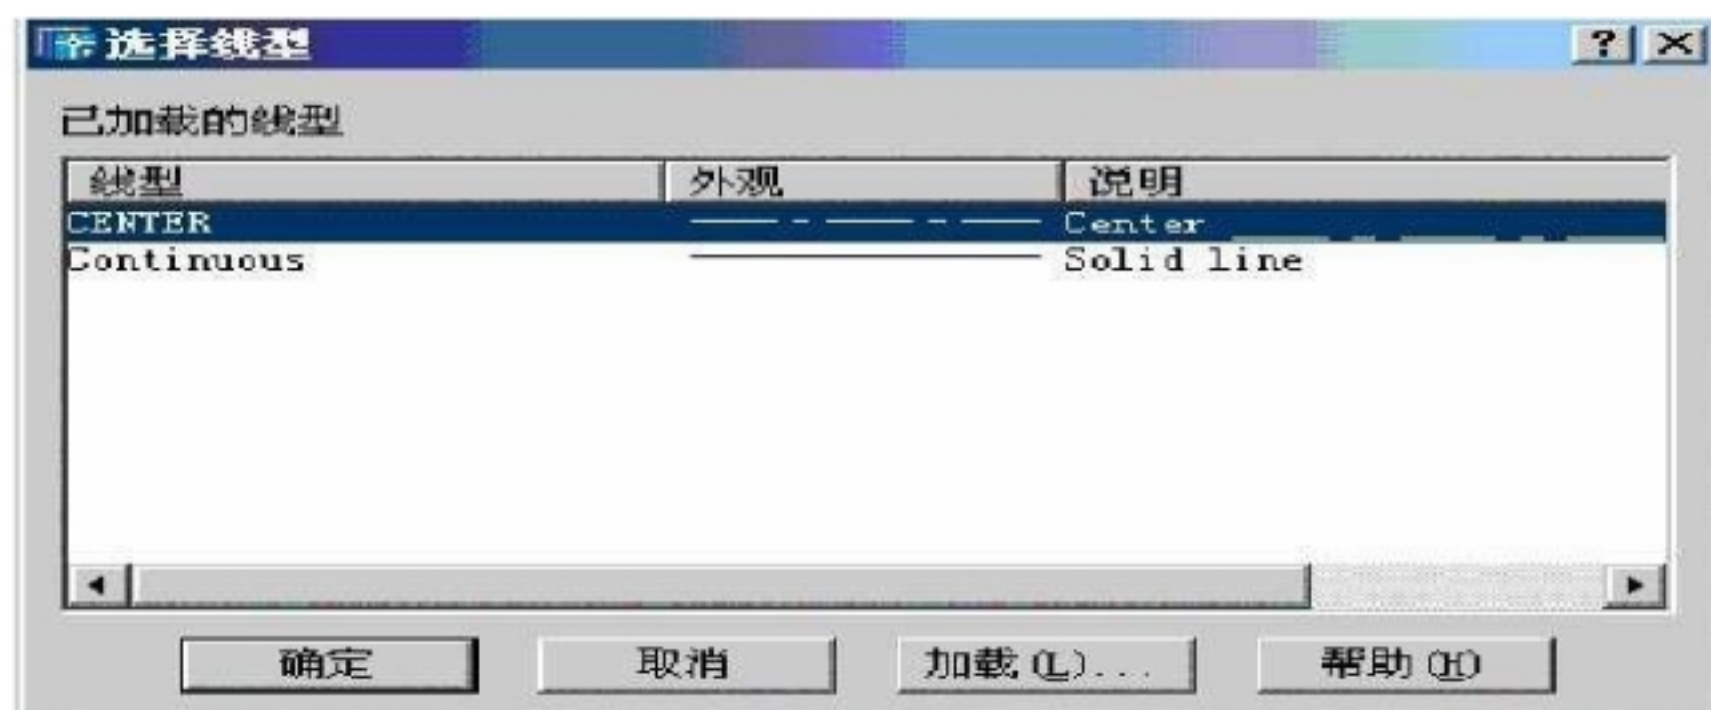 选择线型
已加载的线型
线型 外观 说明
CENTER Center
Continuous Solid line
确定 取消 加载(L)... 帮助(H)